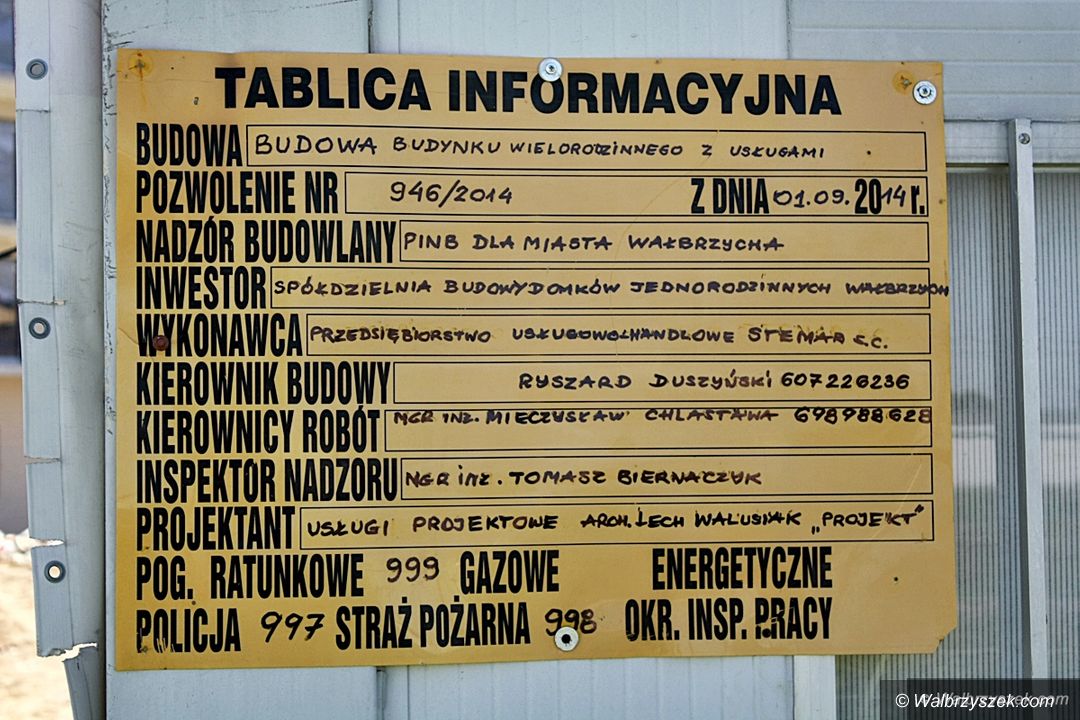 TABLICA INFORMACYJNA
BUDOWA BUDOWA BUDYNKU WIELORODZINNEGO Z USŁUGAMI
POZWOLENIE NR 946/2014 Z DNIA 01.09.2014 r.
NADZÓR BUDOWLANY PINB DLA MIASTA WAŁBRZYCHA
INWESTOR SPÓŁDZIELNIA BUDOWY DOMKÓW JEDNORODZINNYCH WAŁBRZYCH
WYKONAWCA PRZEDSIĘBIORSTWO USŁUGOWO-HANDLOWE STEMAR S.C.
KIEROWNIK BUDOWY RYSZARD DUSZYŃSKI 607226236
KIEROWNICY ROBÓT MGR INŻ. MIECZYSŁAW CHLASTAWA 698988628
INSPEKTOR NADZORU MGR INŻ. TOMASZ BIERNACZYK
PROJEKTANT USŁUGI PROJEKTOWE ARCH. LECH WALUSIAK „PROJEKT"
POG. RATUNKOWE 999 GAZOWE ENERGETYCZNE
POLICJA 997 STRAŻ POŻARNA 998 OKR. INSP. PRACY
© Walbrzyszek.com